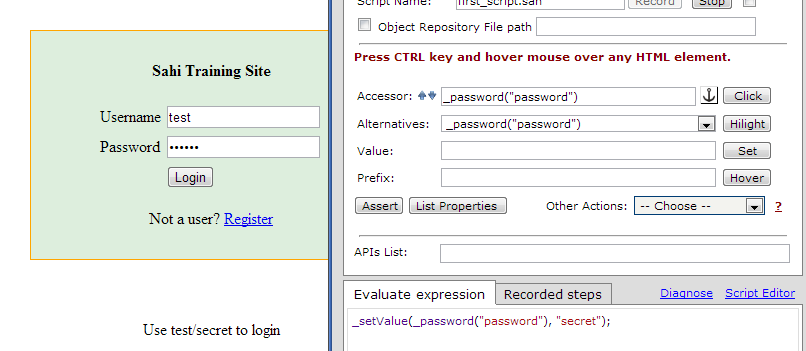 Sahi Training Site
Username test
Password ••••••
Login
Not a user? Register
Use test/secret to login
Script Name: first_script.sah Record Stop
Object Repository File path
Press CTRL key and hover mouse over any HTML element.
Accessor: _password("password") Click
Alternatives: _password("password") Hilight
Value: Set
Prefix: Hover
Assert List Properties Other Actions: -- Choose -- ?
APIs List:
Evaluate expression Recorded steps Diagnose Script Editor
_setValue(_password("password"), "secret");